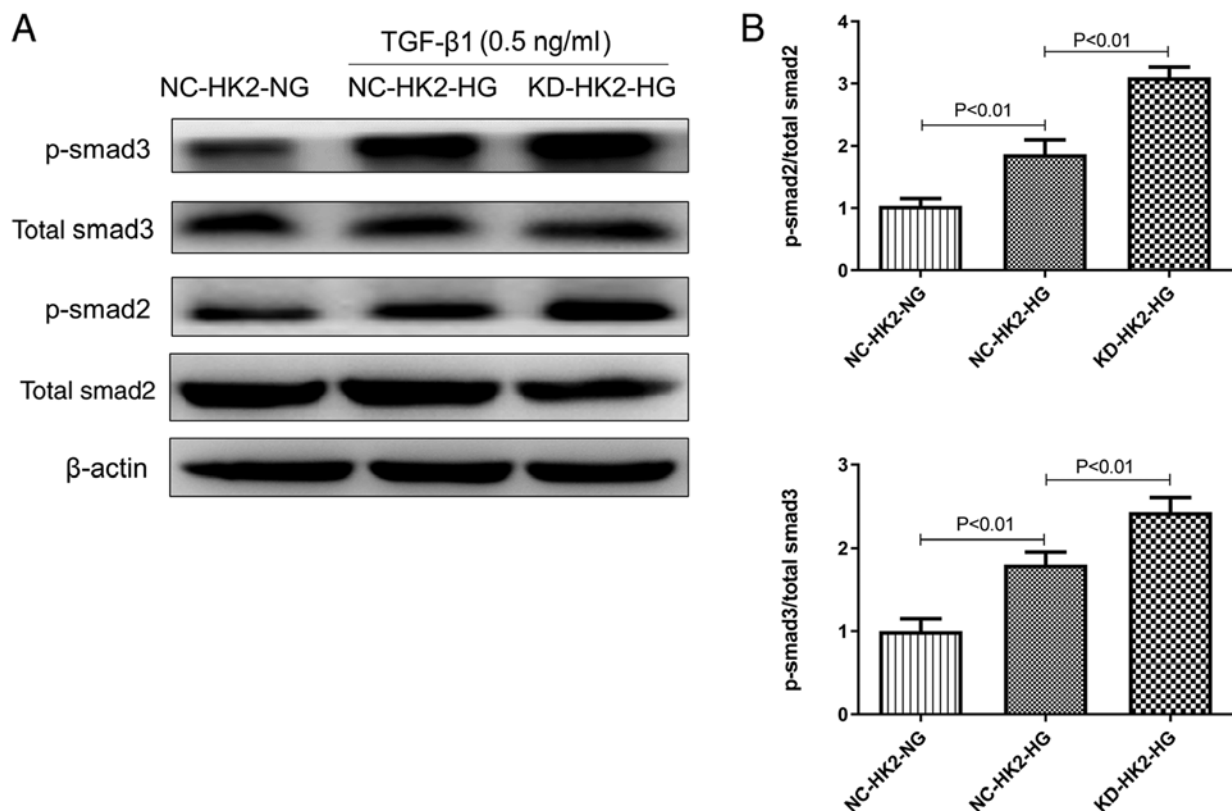 A
TGF-β1 (0.5 ng/ml)
NC-HK2-NG NC-HK2-HG KD-HK2-HG
p-smad3
Total smad3
p-smad2
Total smad2
β-actin
B
p-smad2/total smad2
4
3
2
1
0
P<0.01
P<0.01
NC-HK2-NG
NC-HK2-HG
KD-HK2-HG
p-smad3/total smad3
3
2
1
0
P<0.01
P<0.01
NC-HK2-NG
NC-HK2-HG
KD-HK2-HG